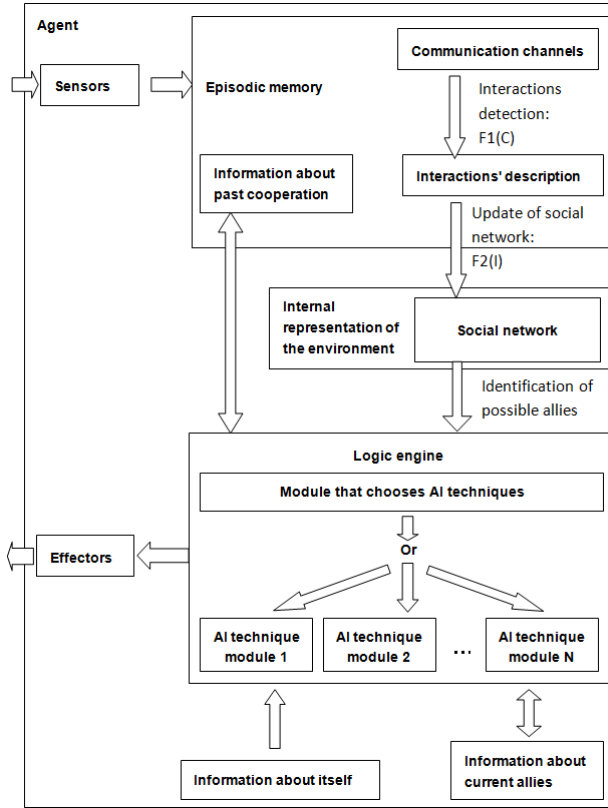 Agent
Sensors
Episodic memory
Communication channels
Interactions
detection:
F1(C)
Information about
past cooperation
Interactions' description
Update of social
network:
F2(I)
Internal
representation of
the environment
Social network
Identification of
possible allies
Logic engine
Module that chooses AI techniques
Or
Effectors
AI technique
module 1
AI technique
module 2
...
AI technique
module N
Information about itself
Information about
current allies